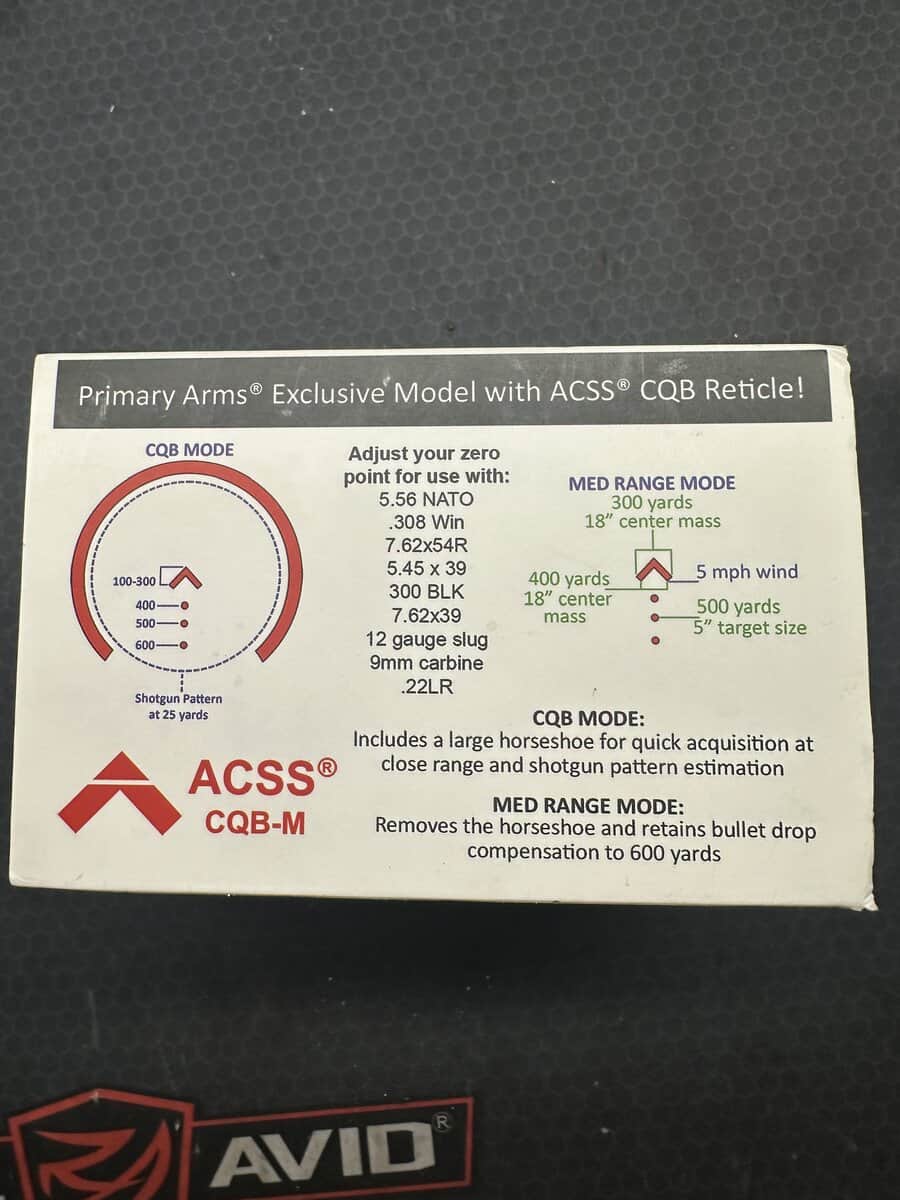 Primary Arms® Exclusive Model with ACSS® CQB Reticle!
CQB MODE
100-300
400
500
600
Shotgun Pattern
at 25 yards
Adjust your zero
point for use with:
5.56 NATO
.308 Win
7.62x54R
5.45 x 39
300 BLK
7.62x39
12 gauge slug
9mm carbine
.22LR
MED RANGE MODE
300 yards
18” center mass
400 yards
18” center
mass
5 mph wind
500 yards
5” target size
ACSS®
CQB-M
CQB MODE:
Includes a large horseshoe for quick acquisition at
close range and shotgun pattern estimation
MED RANGE MODE:
Removes the horseshoe and retains bullet drop
compensation to 600 yards
AVID®